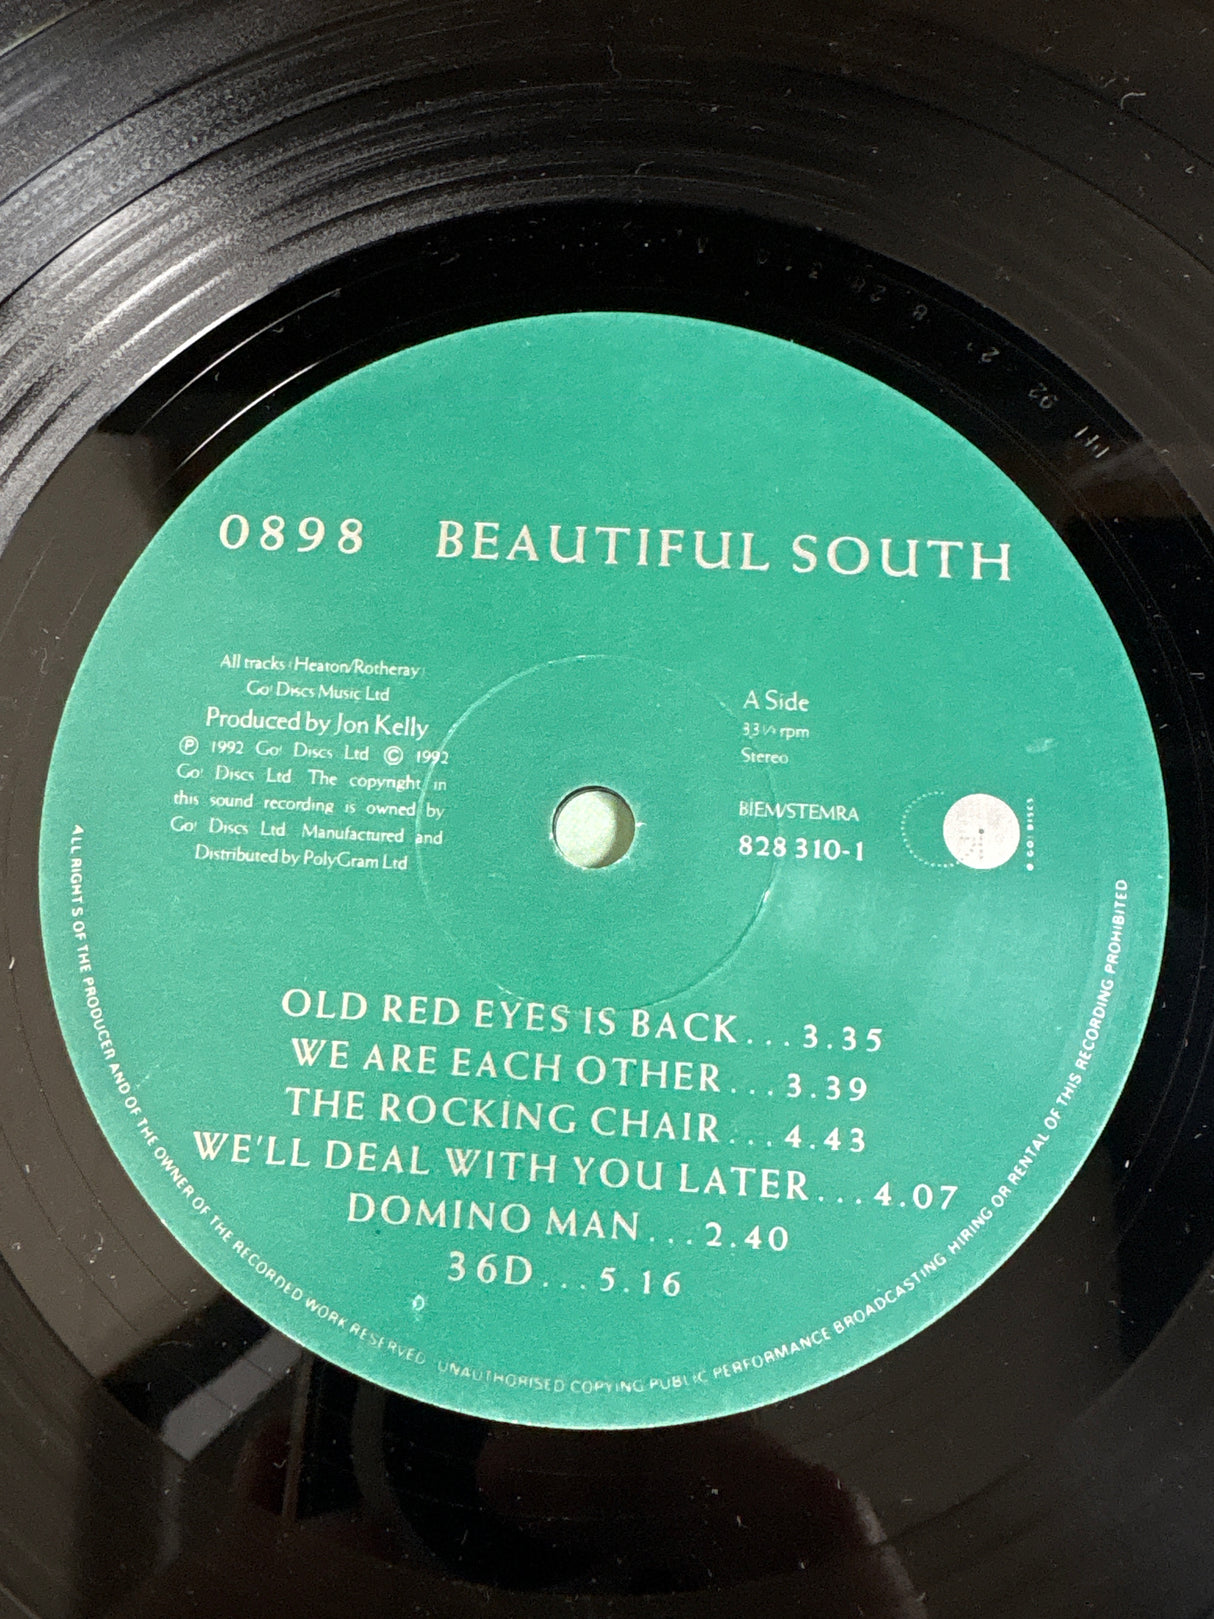 0898 BEAUTIFUL SOUTH
All tracks (Heaton/Rotheray)
Go! Discs Music Ltd
Produced by Jon Kelly
Ⓟ 1992 Go! Discs Ltd © 1992
Go! Discs Ltd. The copyright in
this sound recording is owned by
Go! Discs Ltd. Manufactured and
Distributed by PolyGram Ltd
A Side
33⅓ rpm
Stereo
BIEM/STEMRA
828 310-1
® GO! DISCS
OLD RED EYES IS BACK...3.35
WE ARE EACH OTHER...3.39
THE ROCKING CHAIR...4.43
WE'LL DEAL WITH YOU LATER...4.07
DOMINO MAN...2.40
36D...5.16
ALL RIGHTS OF THE PRODUCER AND OF THE OWNER OF THE RECORDED WORK RESERVED UNAUTHORISED COPYING PUBLIC PERFORMANCE BROADCASTING HIRING OR RENTAL OF THIS RECORDING PROHIBITED